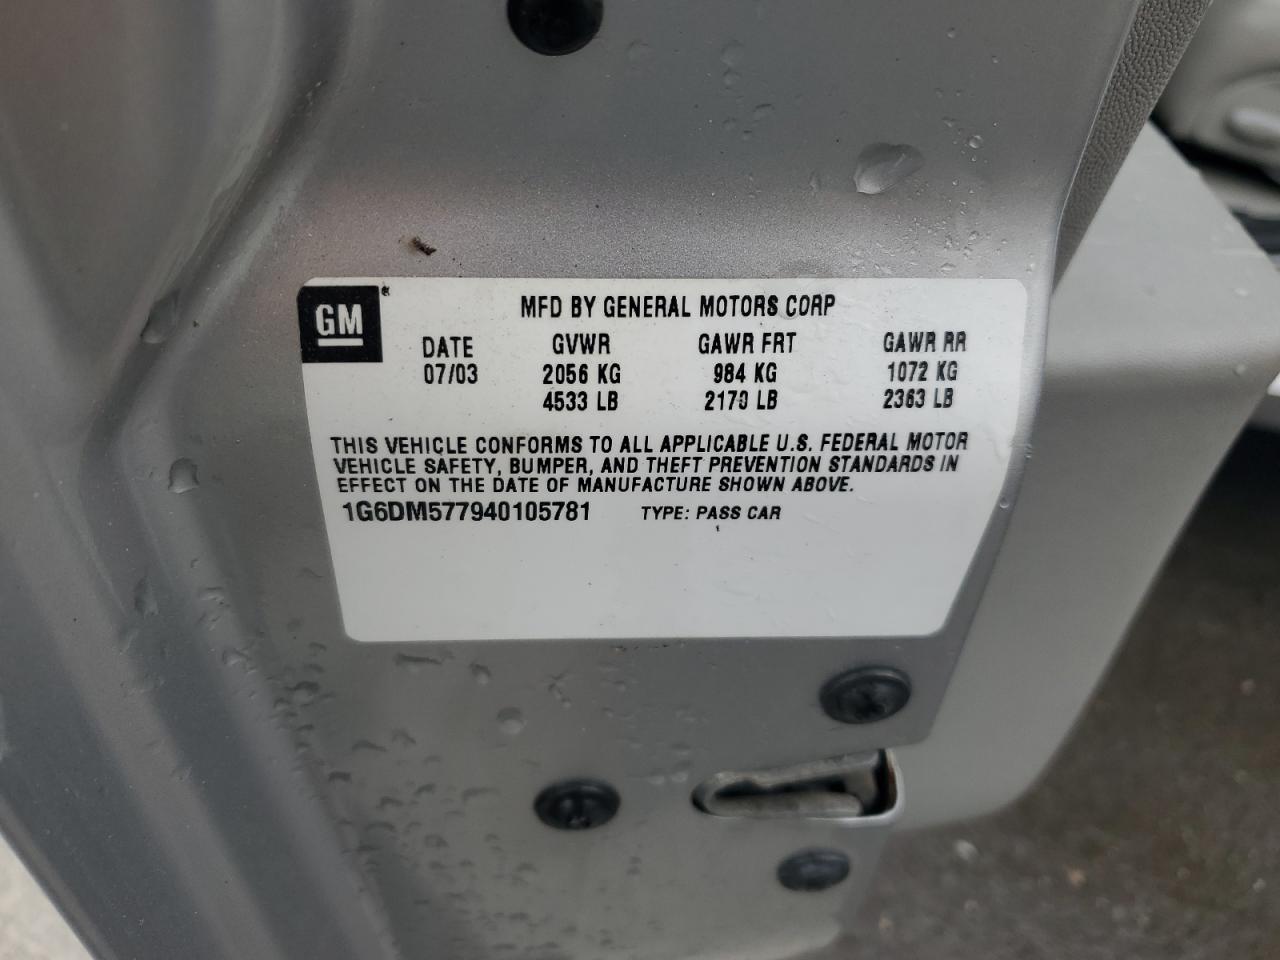 GM®
MFD BY GENERAL MOTORS CORP
DATE GVWR GAWR FRT GAWR RR
07/03 2056 KG 984 KG 1072 KG
4533 LB 2170 LB 2363 LB
THIS VEHICLE CONFORMS TO ALL APPLICABLE U.S. FEDERAL MOTOR
VEHICLE SAFETY, BUMPER, AND THEFT PREVENTION STANDARDS IN
EFFECT ON THE DATE OF MANUFACTURE SHOWN ABOVE.
1G6DM577940105781 TYPE: PASS CAR